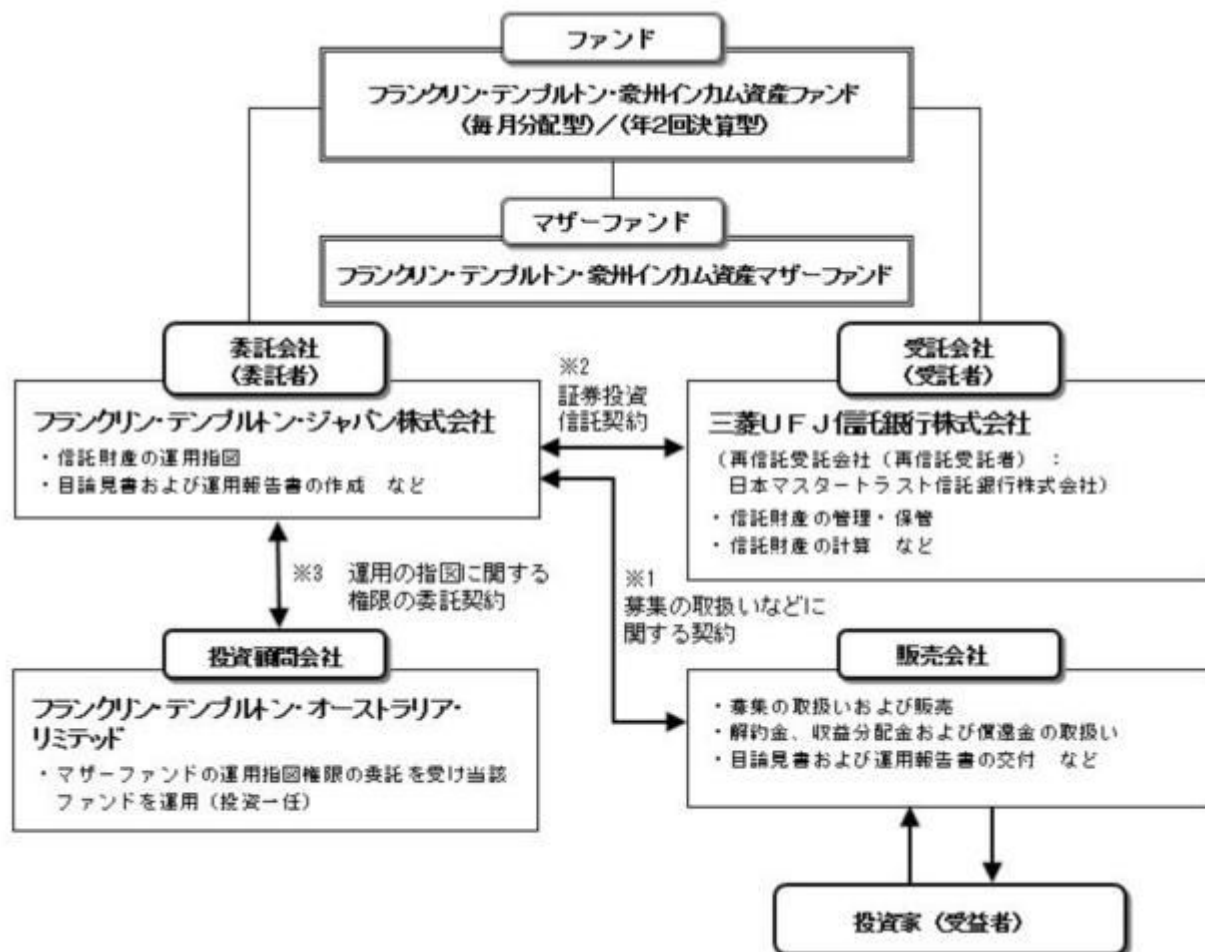 ファンド
フランクリン・テンプルトン・豪州インカム資産ファンド
(毎月分配型)/(年2回決算型)
マザーファンド
フランクリン・テンプルトン・豪州インカム資産マザーファンド
委託会社
(委託者)
フランクリン・テンプルトン・ジャパン株式会社
・信託財産の運用指図
・目論見書および運用報告書の作成 など
※2
証券投資
信託契約
受託会社
(受託者)
三菱UFJ信託銀行株式会社
(再信託受託会社(再信託受託者) :
日本マスタートラスト信託銀行株式会社)
・信託財産の管理・保管
・信託財産の計算 など
※3 運用の指図に関する
権限の委託契約
※1
募集の取扱いなどに
関する契約
投資顧問会社
フランクリン・テンプルトン・オーストラリア・
リミテッド
・マザーファンドの運用指図権限の委託を受け当該
ファンドを運用(投資一任)
販売会社
・募集の取扱いおよび販売
・解約金、収益分配金および償還金の取扱い
・目論見書および運用報告書の交付 など
投資家(受益者)